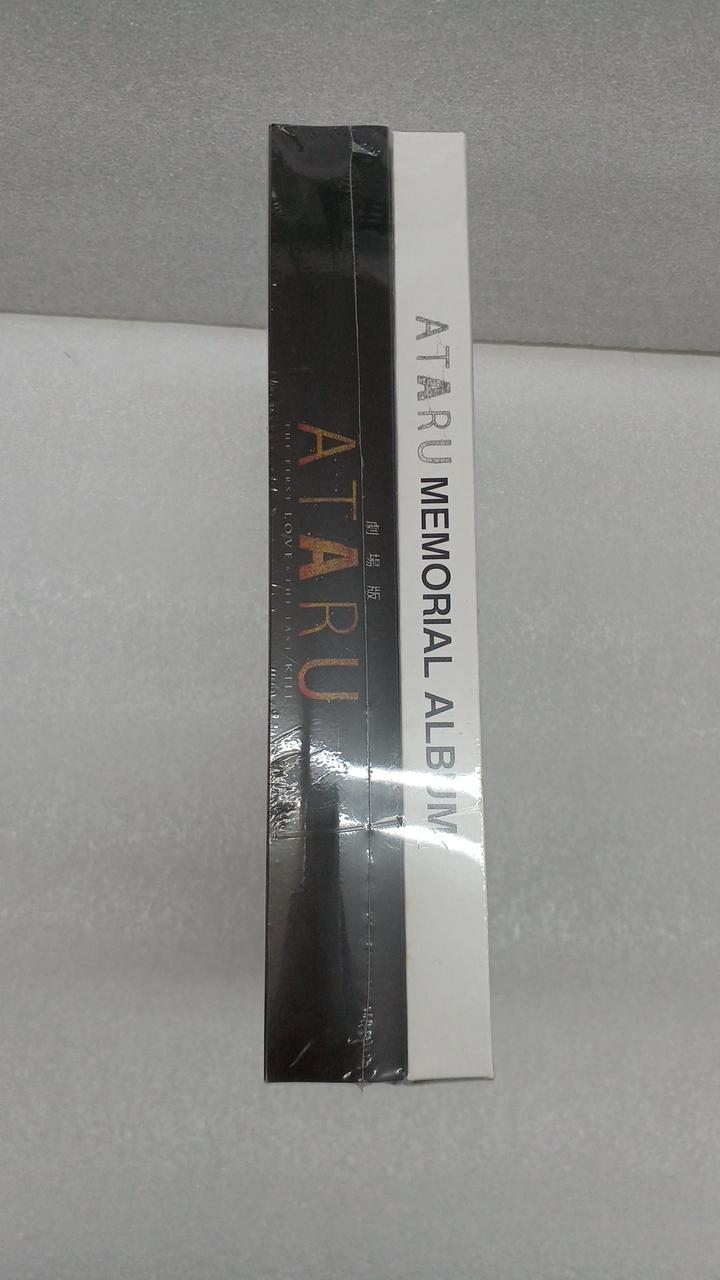 劇場版
ATARU
THE FIRST LOVE & THE LAST KILL
ATARU MEMORIAL ALBUM